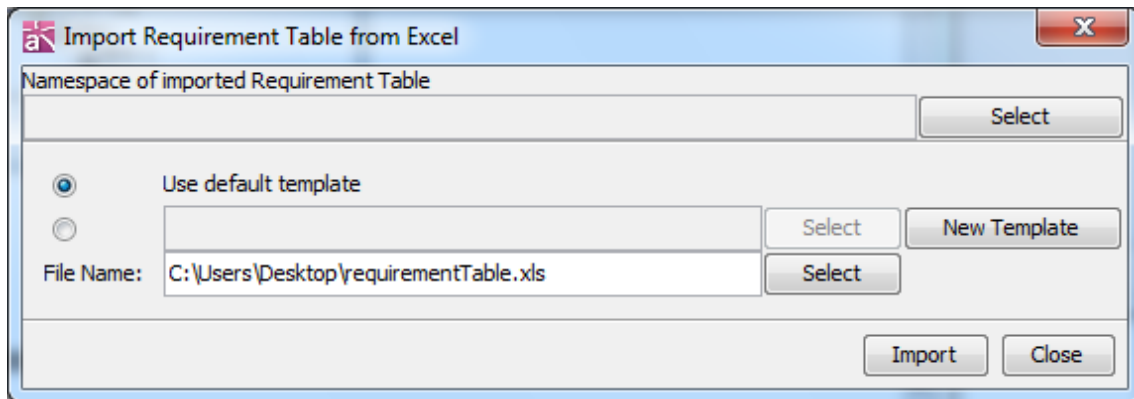 a
Import Requirement Table from Excel
Namespace of imported Requirement Table
Select
Use default template
Select New Template
File Name: C:\Users\Desktop\requirementTable.xls Select
Import Close